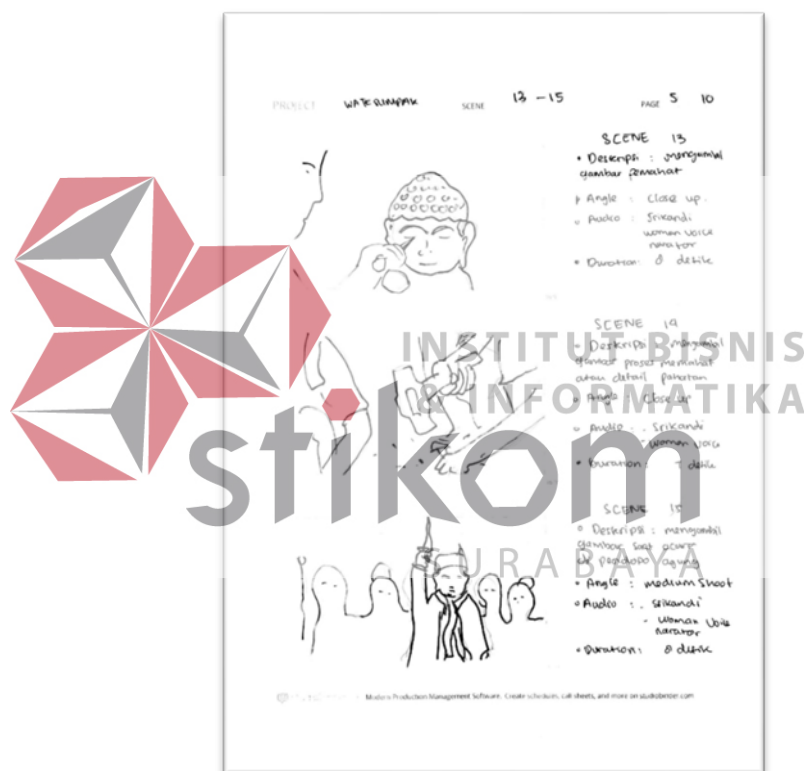 PROJECT WATERUMPAK SCENE 13 - 15 PAGE 5 10
SCENE 13
• Deskripsi : mengambil
gambar pemahat
• Angle : Close up.
• Audio : Srikandi
woman voice
narator
• Duration: 8 detik
SCENE 14
• Deskripsi : mengambil
gambar proses memahat
atau detail pahatan
• Angle : Close up
• Audio : . Srikandi
- woman voice
• Duration : detik
SCENE 15
• Deskripsi : mengambil
gambar saat acara
di pendopo agung
• Angle : medium shoot
• Audio : . Srikandi
- woman voice
narator
• Duration : 8 detik
Modern Production Management Software. Create schedules, call sheets, and more on studiobinder.com
INSTITUT BISNIS
& INFORMATIKA
stikom
SURABAYA